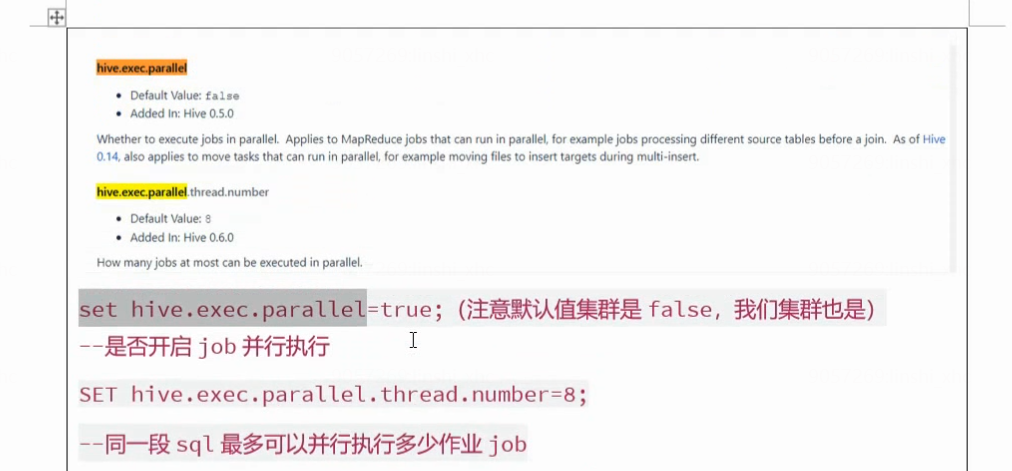 hive.exec.parallel
• Default Value: false
• Added In: Hive 0.5.0
Whether to execute jobs in parallel. Applies to MapReduce jobs that can run in parallel, for example jobs processing different source tables before a join. As of Hive
0.14, also applies to move tasks that can run in parallel, for example moving files to insert targets during multi-insert.
hive.exec.parallel.thread.number
• Default Value: 8
• Added In: Hive 0.6.0
How many jobs at most can be executed in parallel.
set hive.exec.parallel=true;（注意默认值集群是 false，我们集群也是）
--是否开启 job 并行执行
SET hive.exec.parallel.thread.number=8;
--同一段 sql 最多可以并行执行多少作业 job